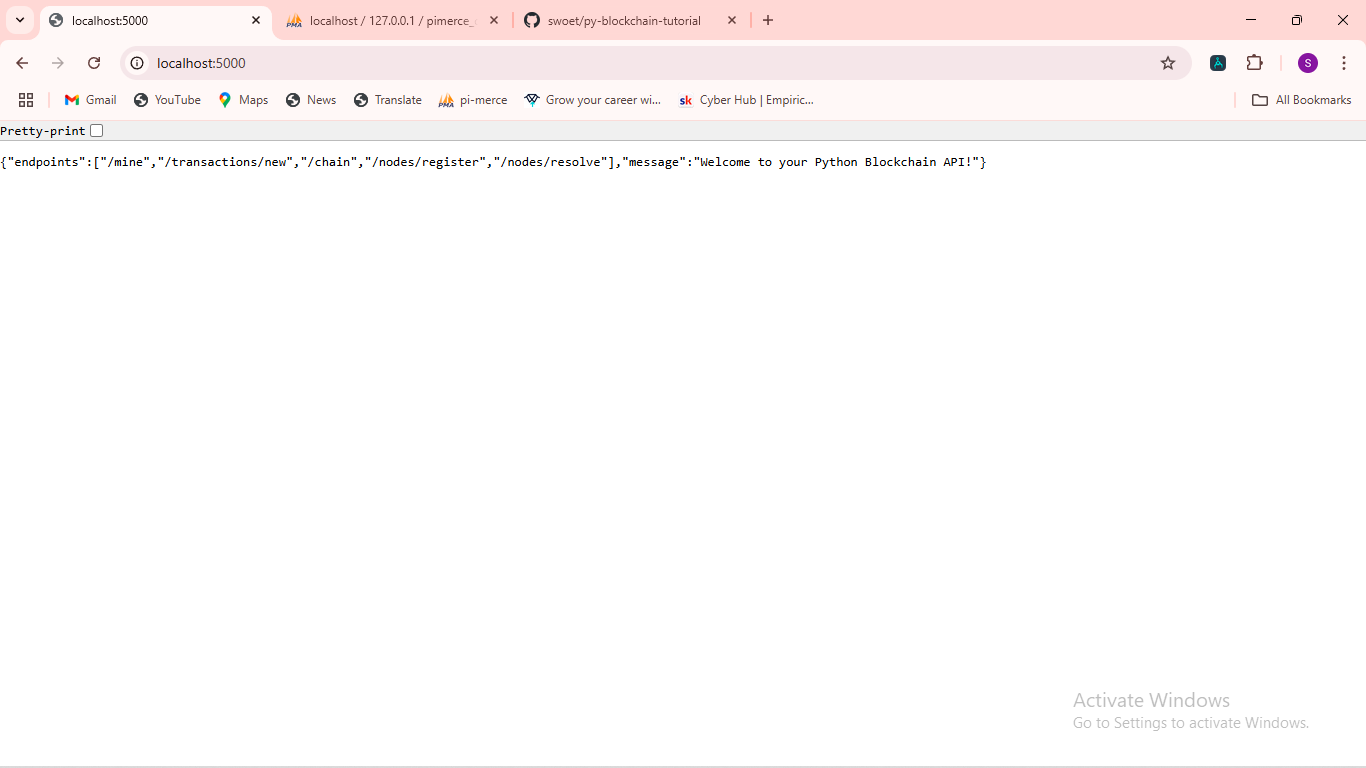 localhost:5000
localhost / 127.0.0.1 / pimerce_
swoet/py-blockchain-tutorial
localhost:5000
S
Gmail
YouTube
Maps
News
Translate
PMA pi-merce
Grow your career wi...
sk Cyber Hub | Empiric...
All Bookmarks
Pretty-print
{"endpoints":["/mine","/transactions/new","/chain","/nodes/register","/nodes/resolve"],"message":"Welcome to your Python Blockchain API!"}
Activate Windows
Go to Settings to activate Windows.